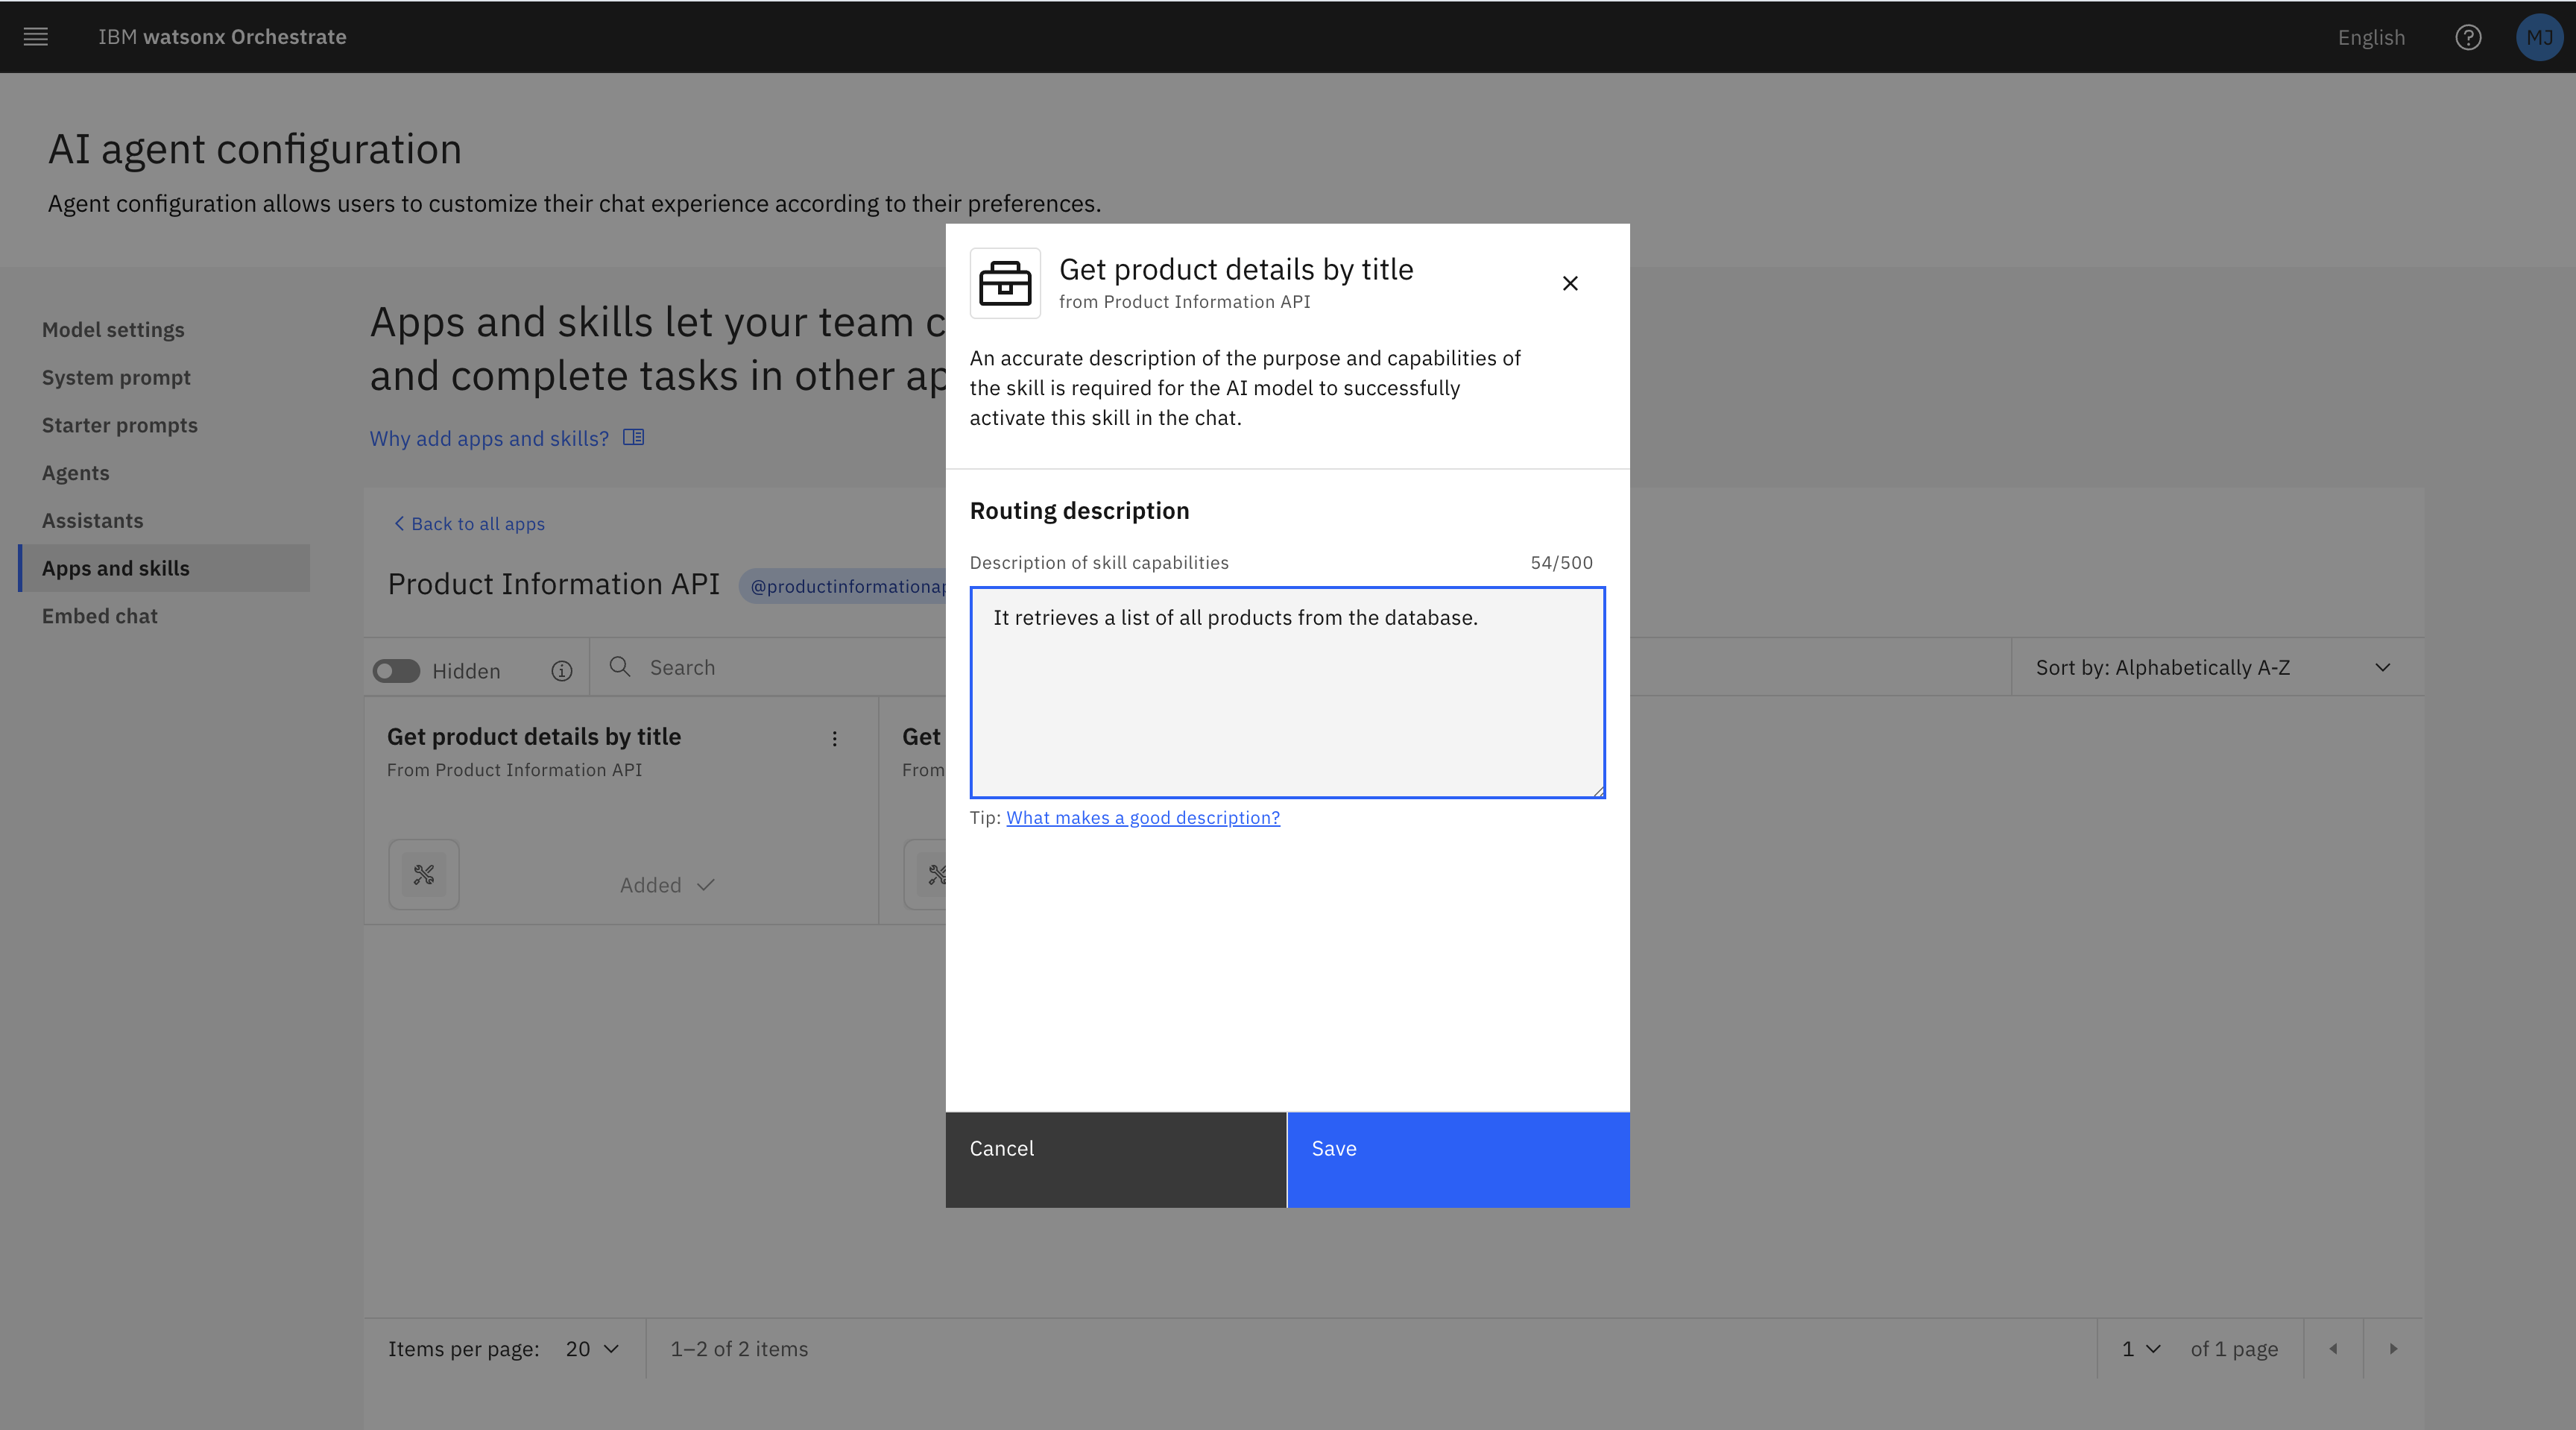 IBM watsonx Orchestrate
English
MJ
AI agent configuration
Agent configuration allows users to customize their chat experience according to their preferences.
Model settings
System prompt
Starter prompts
Agents
Assistants
Apps and skills
Embed chat
Apps and skills let your team c
and complete tasks in other ap
Why add apps and skills?
Back to all apps
Product Information API
@productinformationap
Hidden
Search
Sort by: Alphabetically A-Z
Get product details by title
From Product Information API
Added
Get
From
Items per page: 20
1–2 of 2 items
1
of 1 page
Get product details by title
from Product Information API
An accurate description of the purpose and capabilities of
the skill is required for the AI model to successfully
activate this skill in the chat.
Routing description
Description of skill capabilities
54/500
It retrieves a list of all products from the database.
Tip: What makes a good description?
Cancel
Save